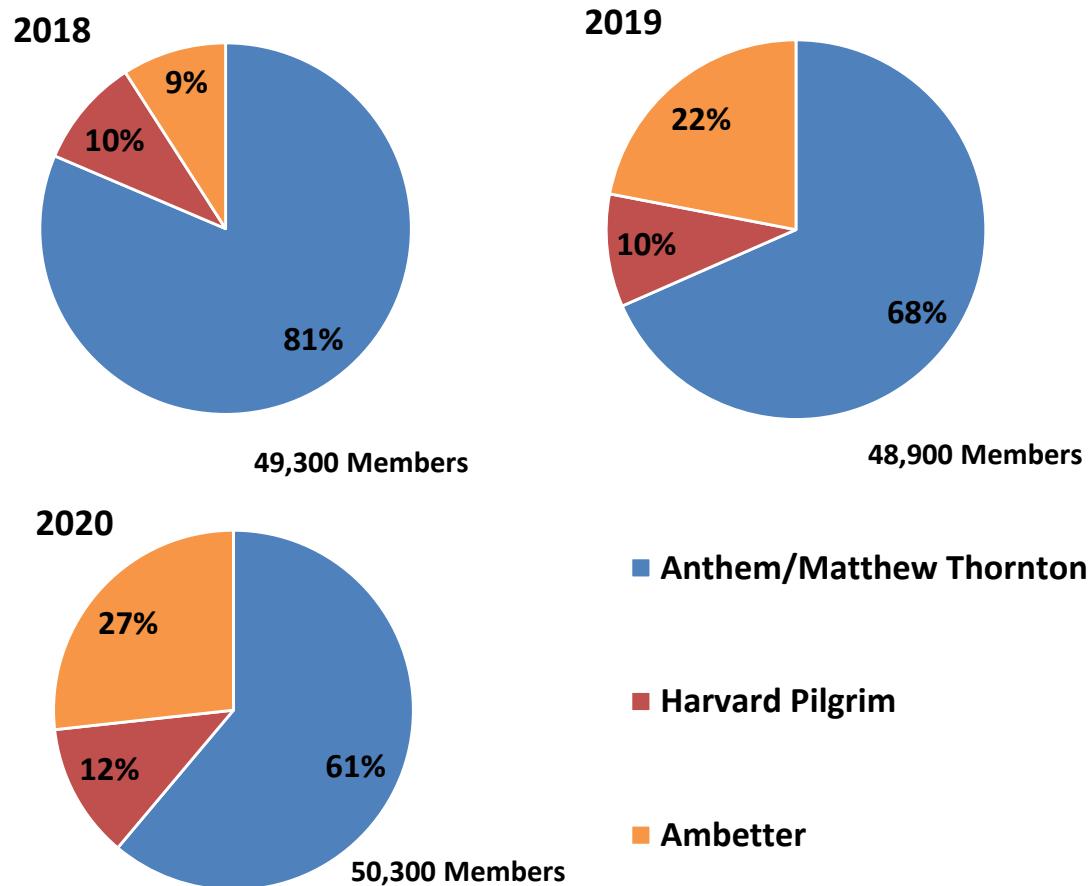 2018
9%
10%
81%
49,300 Members
2019
22%
10%
68%
48,900 Members
2020
27%
12%
61%
50,300 Members
Anthem/Matthew Thornton
Harvard Pilgrim
Ambetter